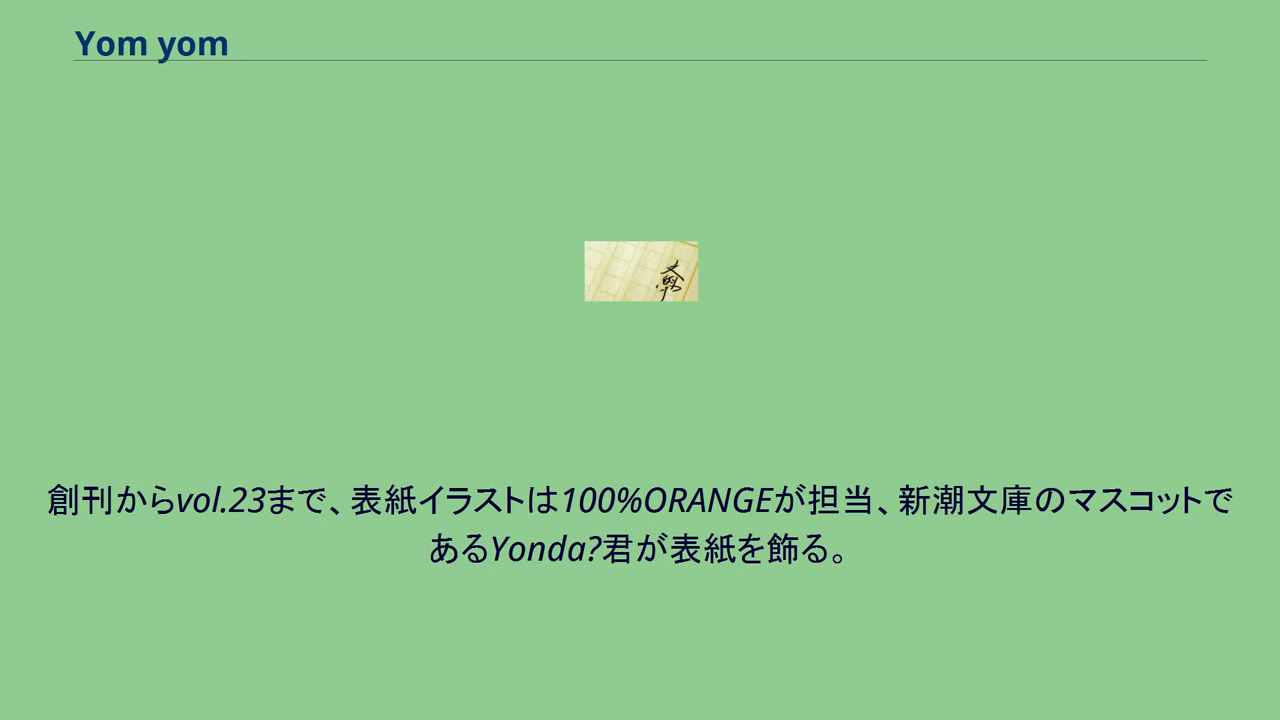 Yom yom
創刊からvol.23まで、表紙イラストは100%ORANGEが担当、新潮文庫のマスコットで
あるYonda?君が表紙を飾る。